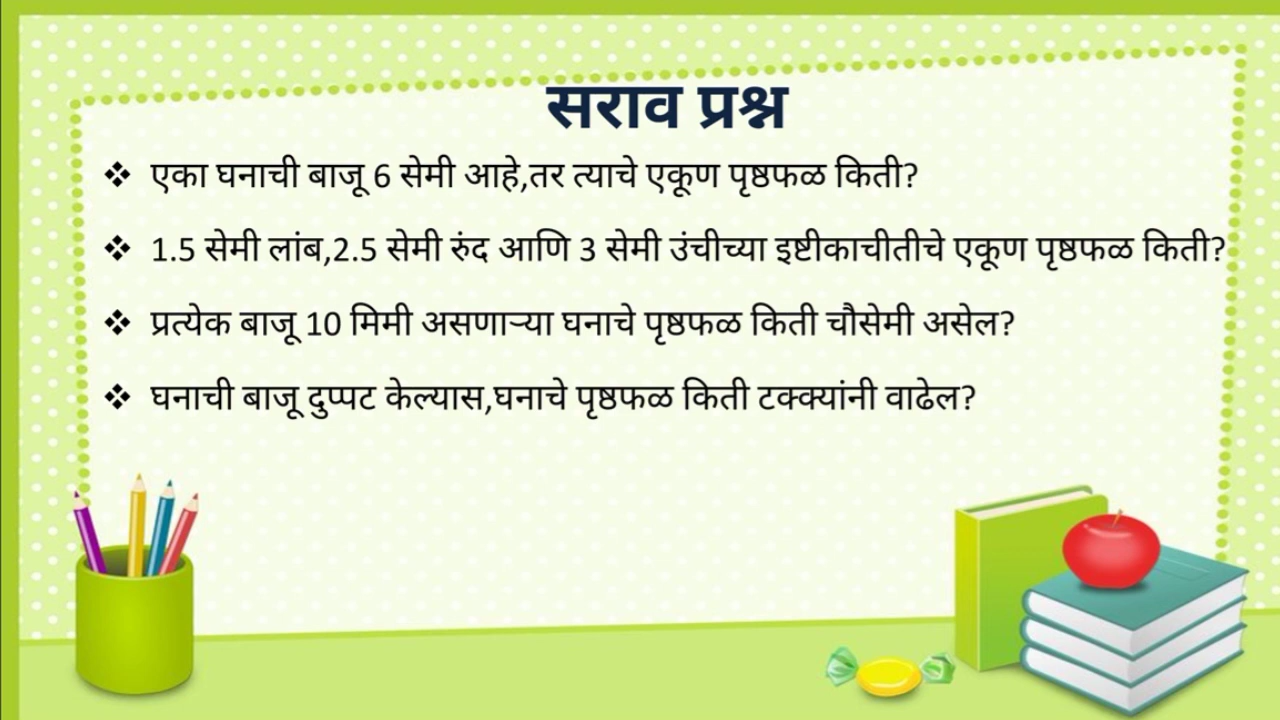 सराव प्रश्न
❖ एका घनाची बाजू 6 सेमी आहे,तर त्याचे एकूण पृष्ठफळ किती?
❖ 1.5 सेमी लांब,2.5 सेमी रुंद आणि 3 सेमी उंचीच्या इष्टीकाचीतीचे एकूण पृष्ठफळ किती?
❖ प्रत्येक बाजू 10 मिमी असणाऱ्या घनाचे पृष्ठफळ किती चौसेमी असेल?
❖ घनाची बाजू दुप्पट केल्यास,घनाचे पृष्ठफळ किती टक्क्यांनी वाढेल?